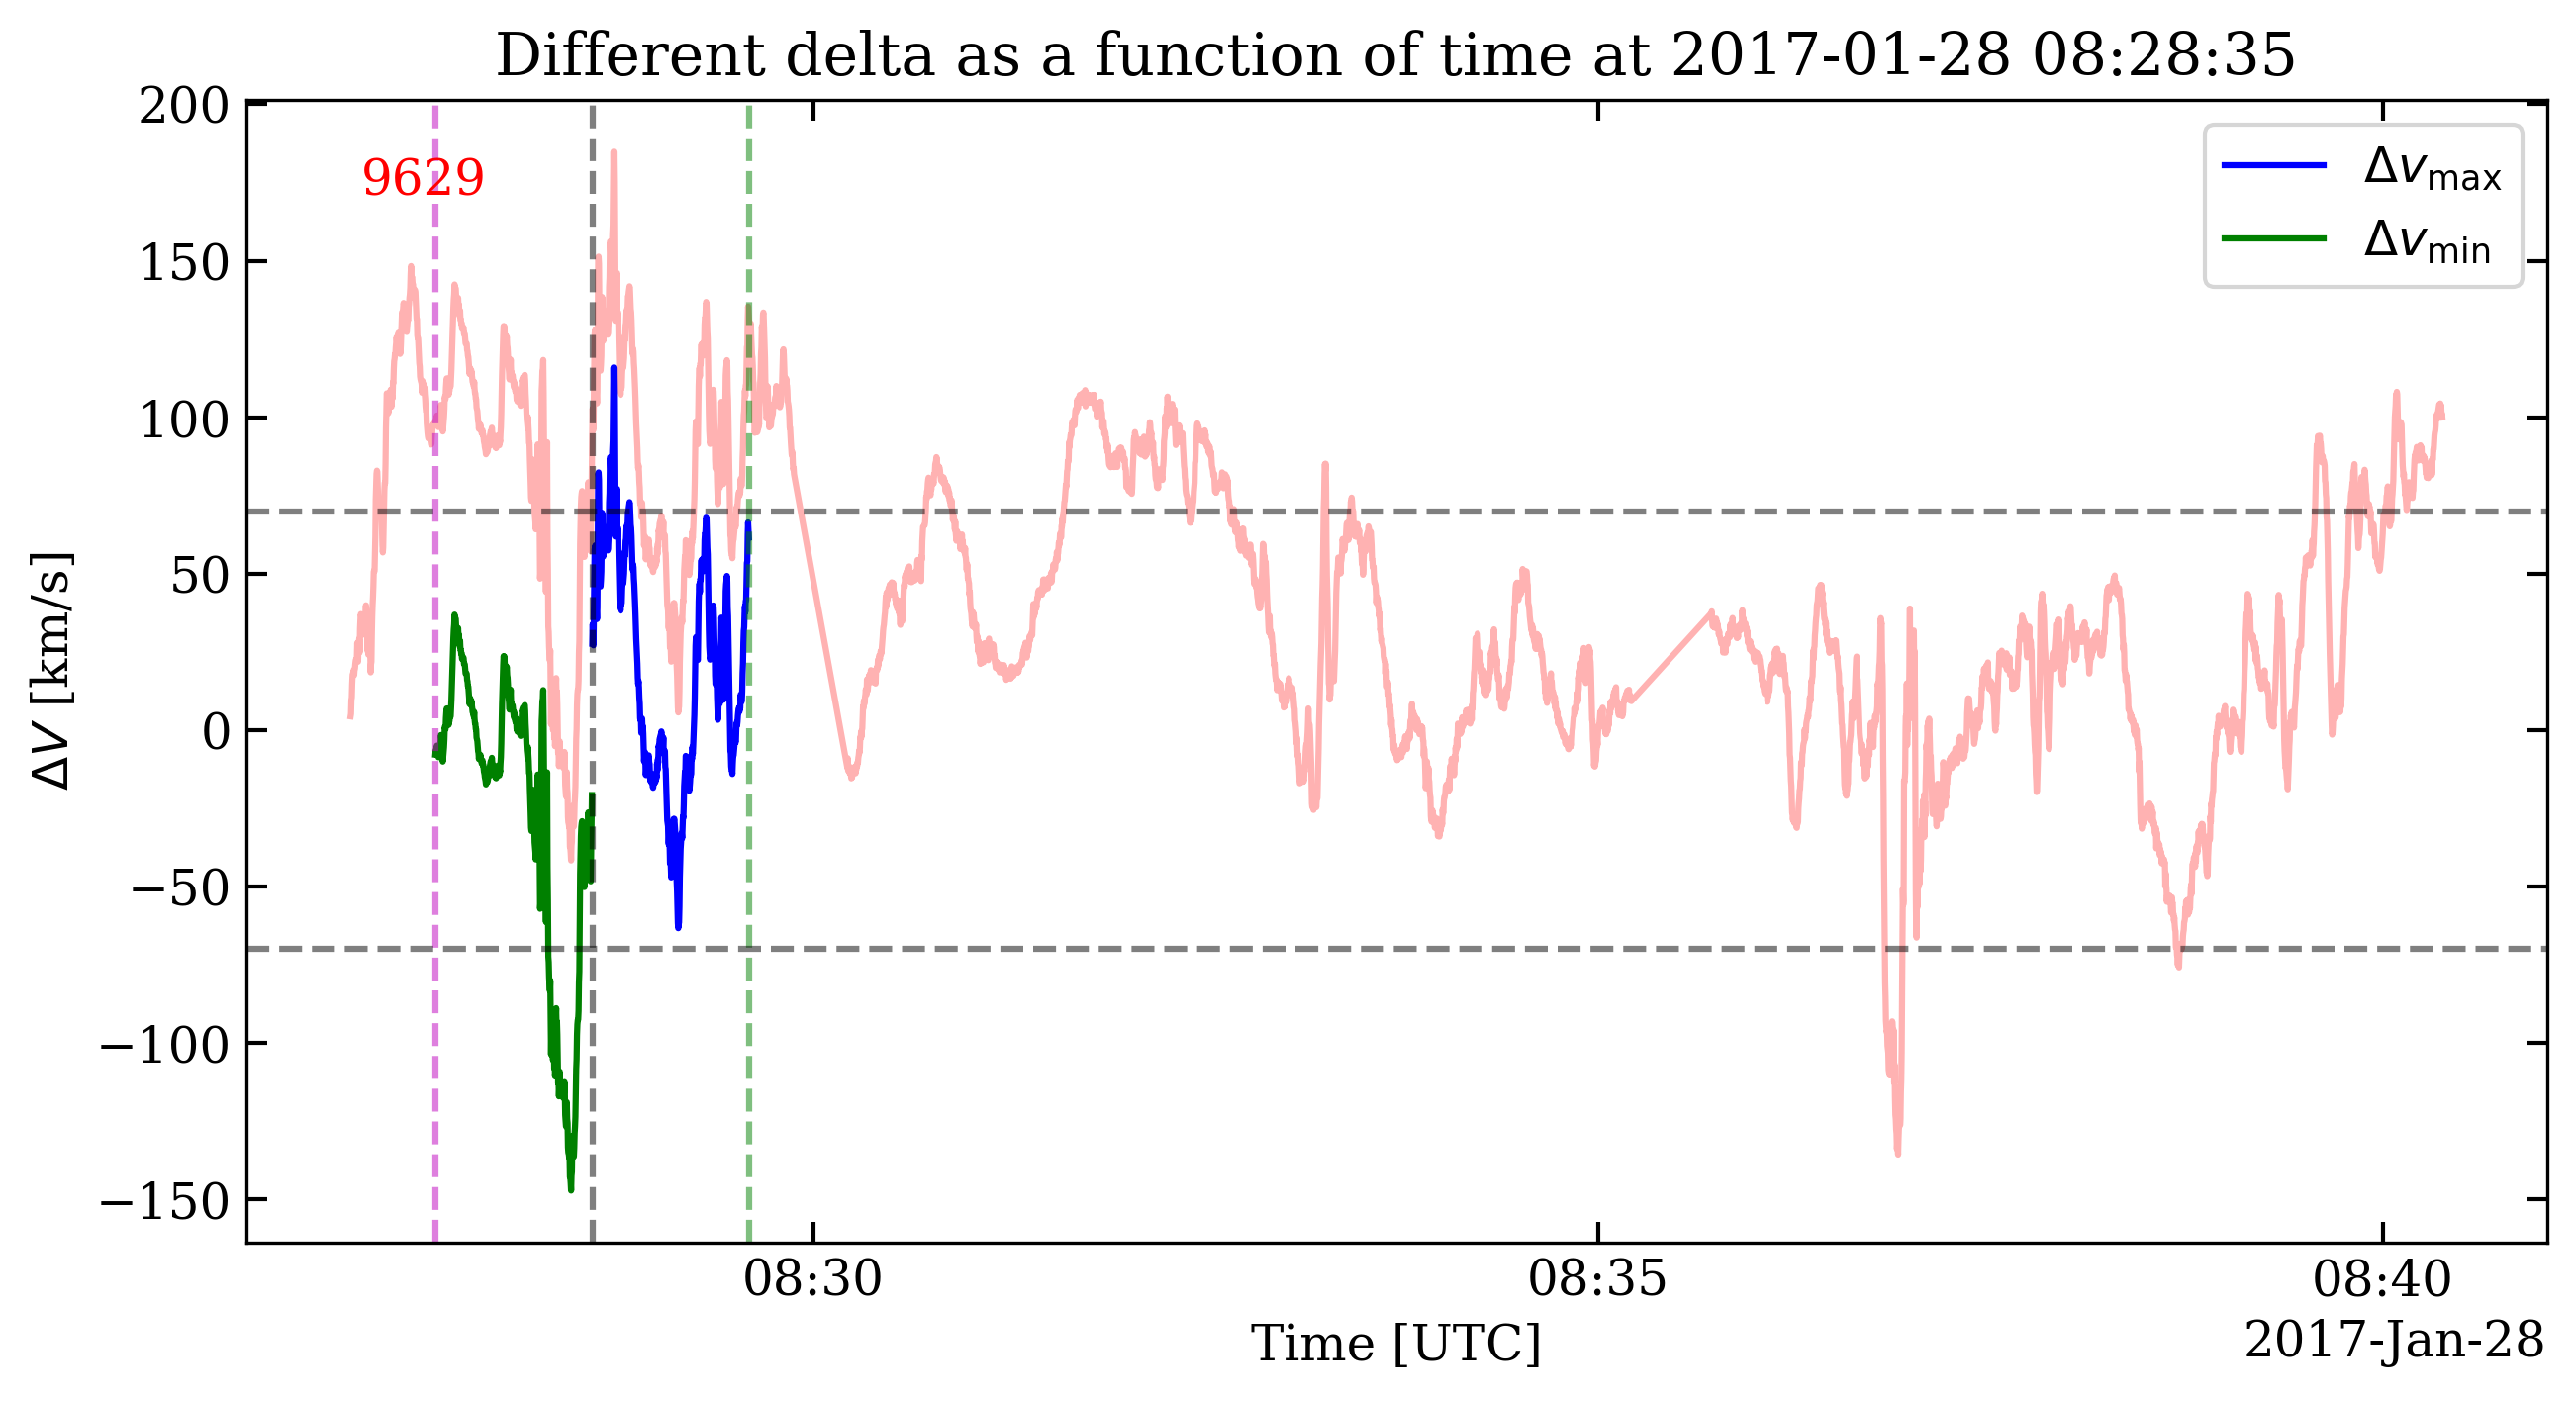 Different delta as a function of time at 2017-01-28 08:28:35
200
150
100
50
0
−50
−100
−150
ΔV [km/s]
9629
Δv_max
Δv_min
08:30
08:35
08:40
Time [UTC]
2017-Jan-28